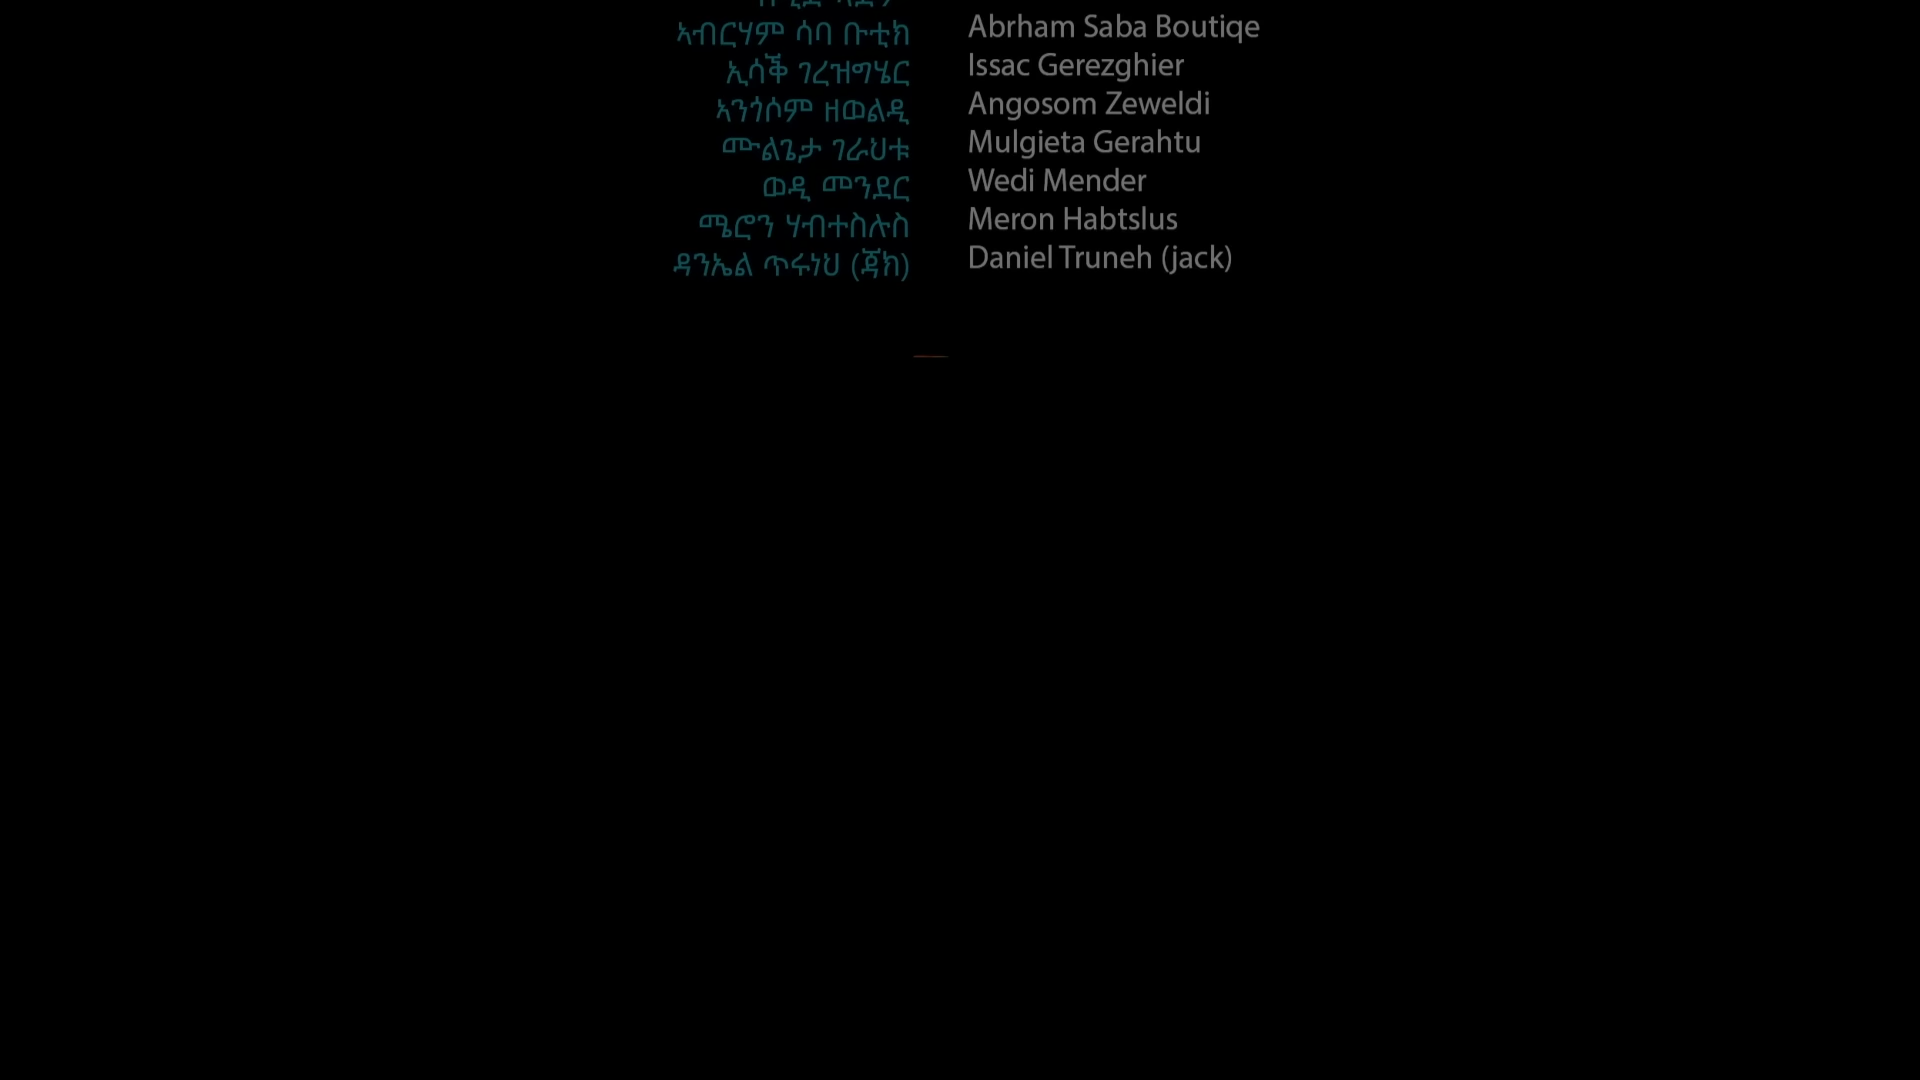 ኣብርሃም ሳባ ቡቲክ Abrham Saba Boutiqe
ኢሳቕ ገረዝግሄር Issac Gerezghier
ኣንጎሶም ዘወልዲ Angosom Zeweldi
ሙልጌታ ገራህቱ Mulgieta Gerahtu
ወዲ መንደር Wedi Mender
ሜሮን ሃብተስሉስ Meron Habtslus
ዳንኤል ጥሩነህ (ጃክ) Daniel Truneh (jack)